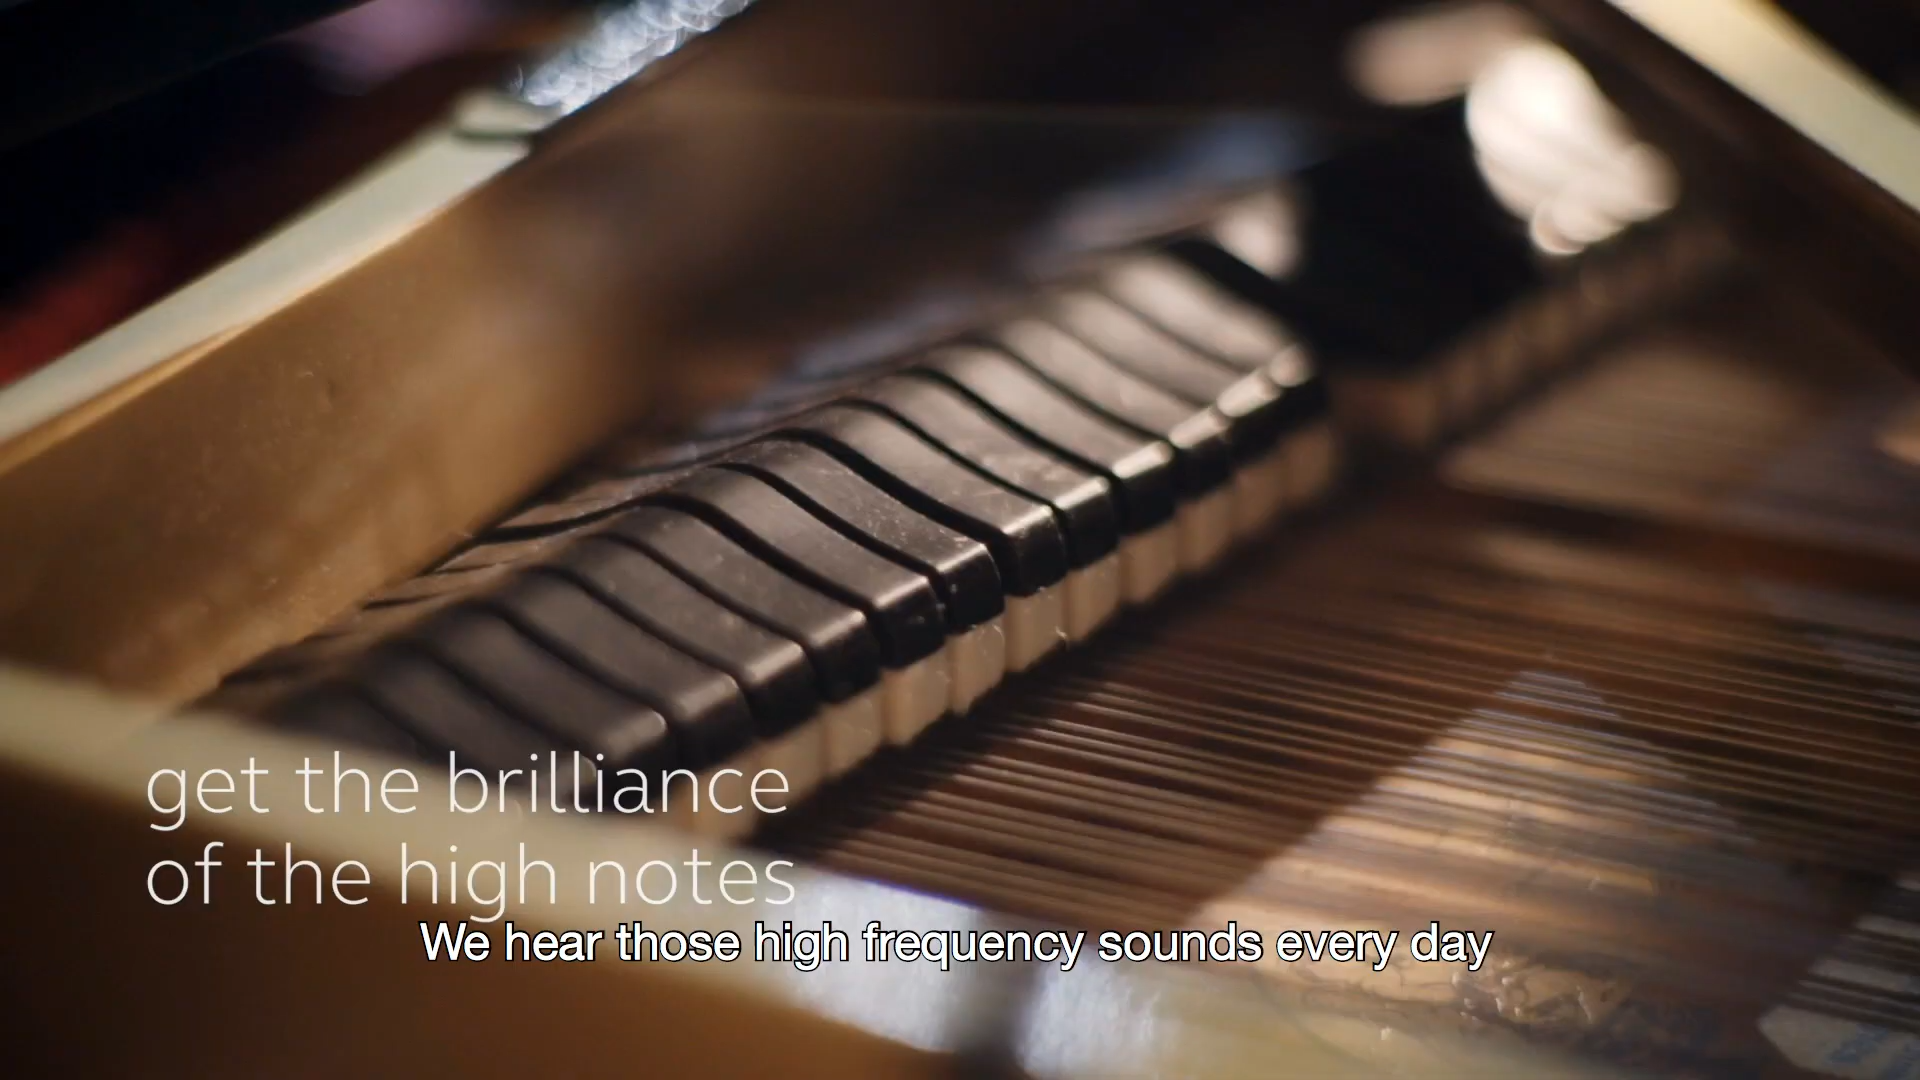 get the brilliance
of the high notes
We hear those high frequency sounds every day